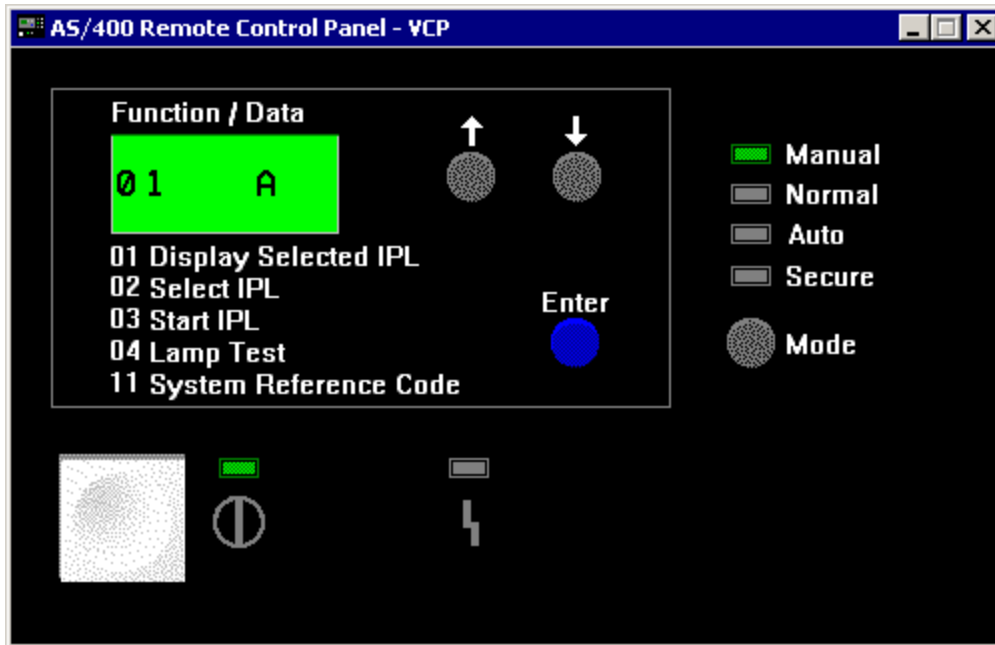 AS/400 Remote Control Panel - VCP
Function / Data
01 A
01 Display Selected IPL
02 Select IPL
03 Start IPL
04 Lamp Test
11 System Reference Code
Enter
Manual
Normal
Auto
Secure
Mode